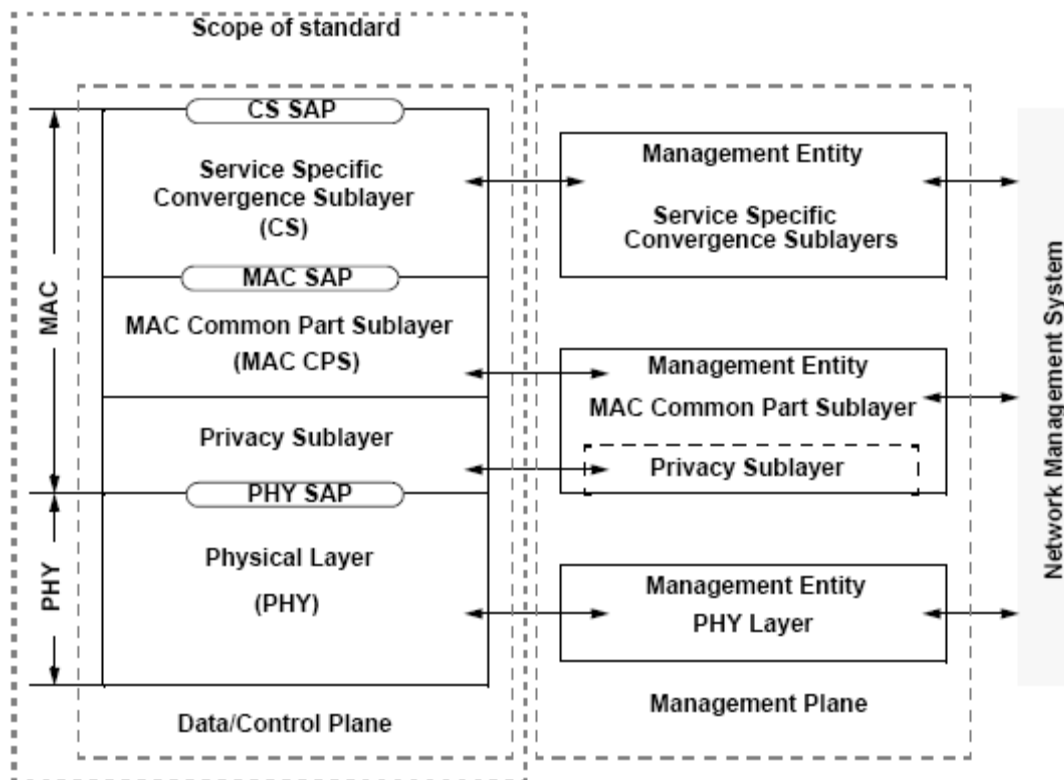 Scope of standard
CS SAP
Service Specific
Convergence Sublayer
(CS)
MAC SAP
MAC Common Part Sublayer
(MAC CPS)
Privacy Sublayer
PHY SAP
Physical Layer
(PHY)
Data/Control Plane
MAC
PHY
Management Entity
Service Specific
Convergence Sublayers
Management Entity
MAC Common Part Sublayer
Privacy Sublayer
Management Entity
PHY Layer
Management Plane
Network Management System